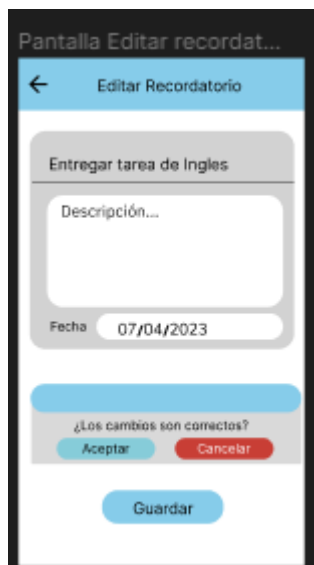 Pantalla Editar recordat...
Editar Recordatorio
Entregar tarea de Ingles
Descripción...
Fecha 07/04/2023
¿Los cambios son correctos?
Aceptar Cancelar
Guardar